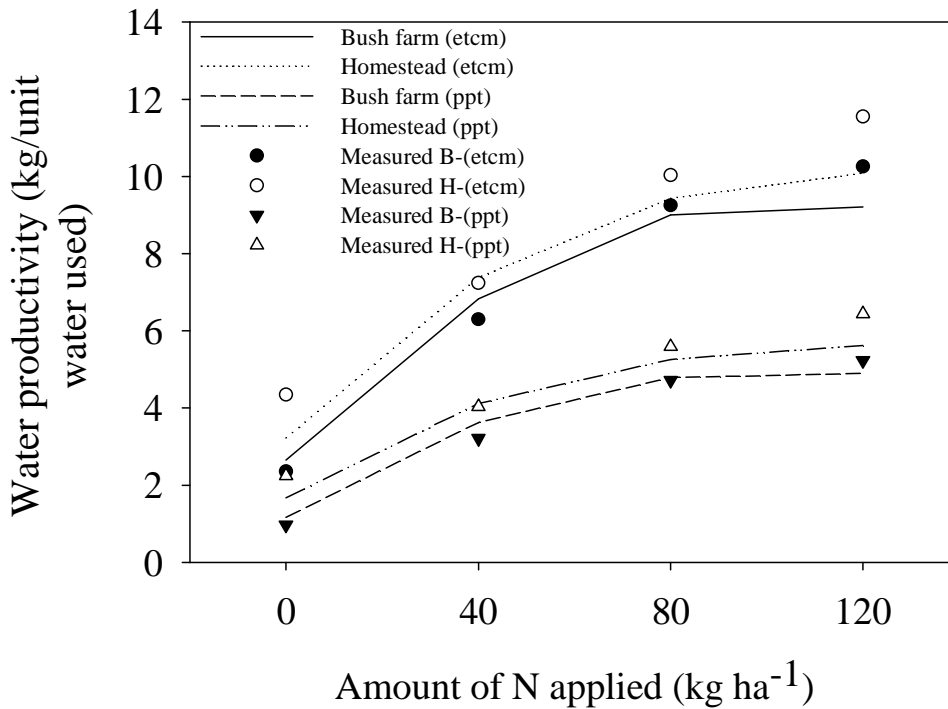 Water productivity (kg/unit
water used)
14
12
10
8
6
4
2
0
Bush farm (etcm)
Homestead (etcm)
Bush farm (ppt)
Homestead (ppt)
Measured B-(etcm)
Measured H-(etcm)
Measured B-(ppt)
Measured H-(ppt)
0 40 80 120
Amount of N applied (kg ha⁻¹)